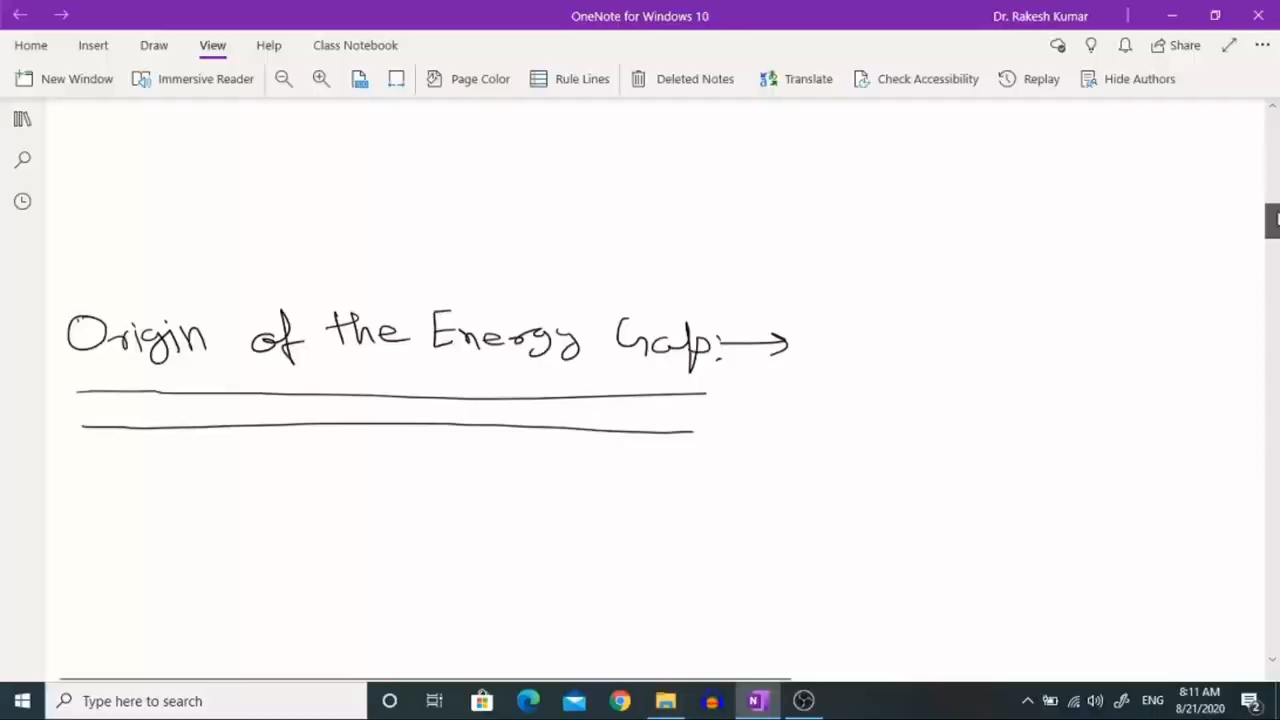 OneNote for Windows 10
Dr. Rakesh Kumar
Home Insert Draw View Help Class Notebook
Share
New Window Immersive Reader Page Color Rule Lines Deleted Notes Translate Check Accessibility Replay Hide Authors
Origin of the Energy Gap:→
Type here to search
ENG
8:11 AM
8/21/2020
2